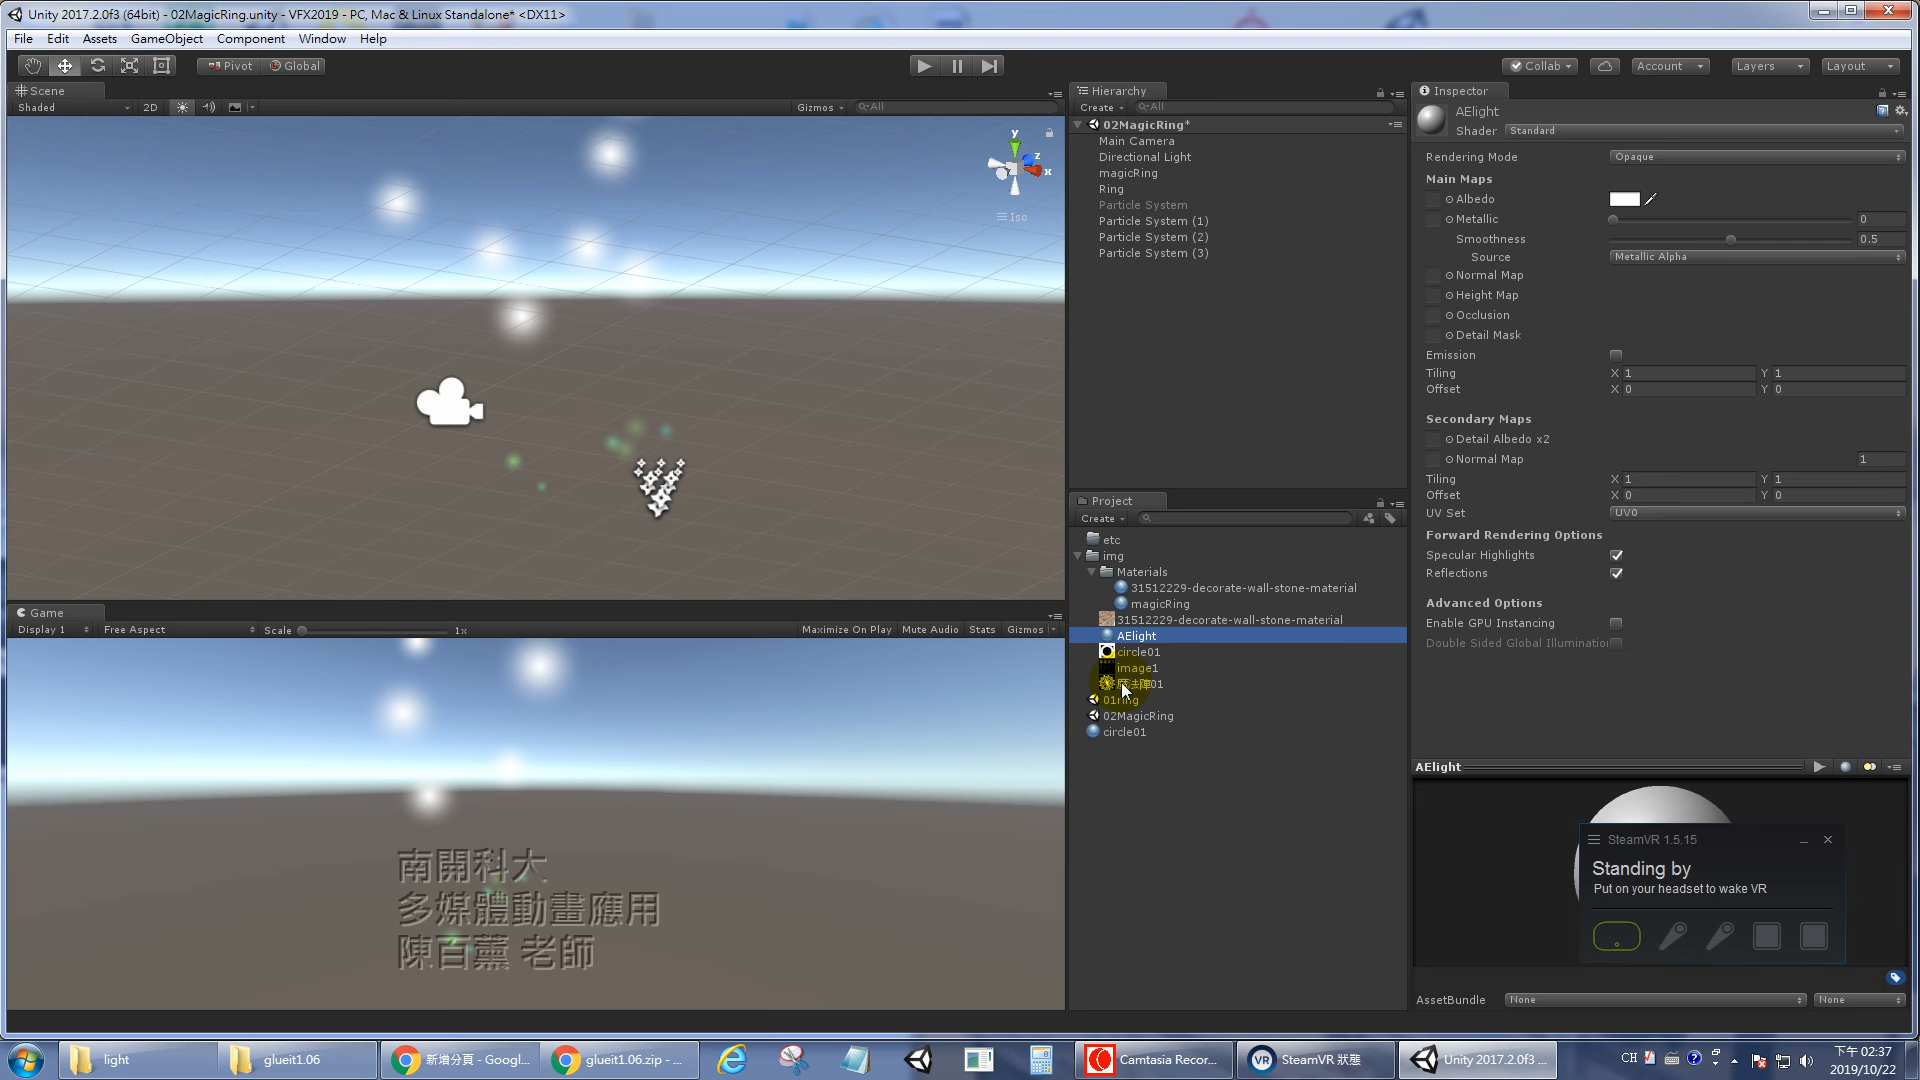 Unity 2017.2.0f3 (64bit) - 02MagicRing.unity - VFX2019 - PC, Mac & Linux Standalone* <DX11>
File Edit Assets GameObject Component Window Help
Pivot Global Collab Account Layers Layout
Scene
Shaded 2D Gizmos All
y
z
x
Iso
Game
Display 1 Free Aspect Scale 1x Maximize On Play Mute Audio Stats Gizmos
南開科大
多媒體動畫應用
陳百薰 老師
Hierarchy
Create All
02MagicRing*
Main Camera
Directional Light
magicRing
Ring
Particle System
Particle System (1)
Particle System (2)
Particle System (3)
Project
Create
etc
img
Materials
31512229-decorate-wall-stone-material
magicRing
31512229-decorate-wall-stone-material
AElight
circle01
image1
魔法陣01
01ring
02MagicRing
circle01
Inspector
AElight
Shader Standard
Rendering Mode Opaque
Main Maps
Albedo
Metallic 0
Smoothness 0.5
Source Metallic Alpha
Normal Map
Height Map
Occlusion
Detail Mask
Emission
Tiling X 1 Y 1
Offset X 0 Y 0
Secondary Maps
Detail Albedo x2
Normal Map 1
Tiling X 1 Y 1
Offset X 0 Y 0
UV Set UV0
Forward Rendering Options
Specular Highlights
Reflections
Advanced Options
Enable GPU Instancing
Double Sided Global Illumination
AElight
SteamVR 1.5.15
Standing by
Put on your headset to wake VR
AssetBundle None None
light glueit1.06 新增分頁 - Googl... glueit1.06.zip - ... Camtasia Recor... VR SteamVR 狀態 Unity 2017.2.0f3 ... CH 下午 02:37
2019/10/22